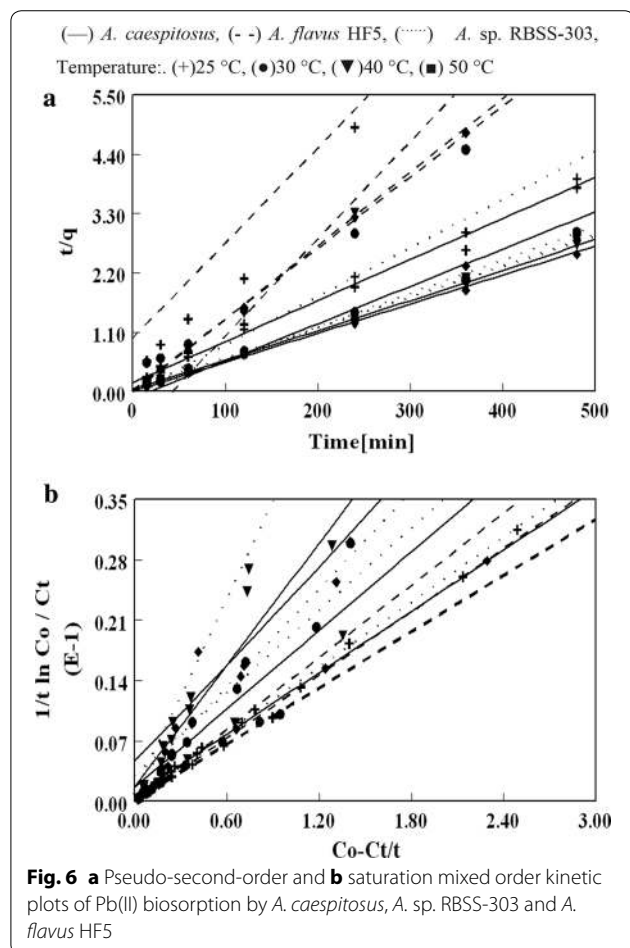 (—) A. caespitosus, (- -) A. flavus HF5, (······) A. sp. RBSS-303,
Temperature:. (+)25 °C, (●)30 °C, (▼)40 °C, (■) 50 °C
a
5.50
4.40
3.30
2.20
1.10
0.00
t/q
0 100 200 300 400 500
Time[min]
b
0.35
0.28
0.21
0.14
0.07
0.00
1/t ln Co / Ct
(E-1)
0.00 0.60 1.20 1.80 2.40 3.00
Co-Ct/t
Fig. 6 a Pseudo-second-order and b saturation mixed order kinetic
plots of Pb(II) biosorption by A. caespitosus, A. sp. RBSS-303 and A.
flavus HF5